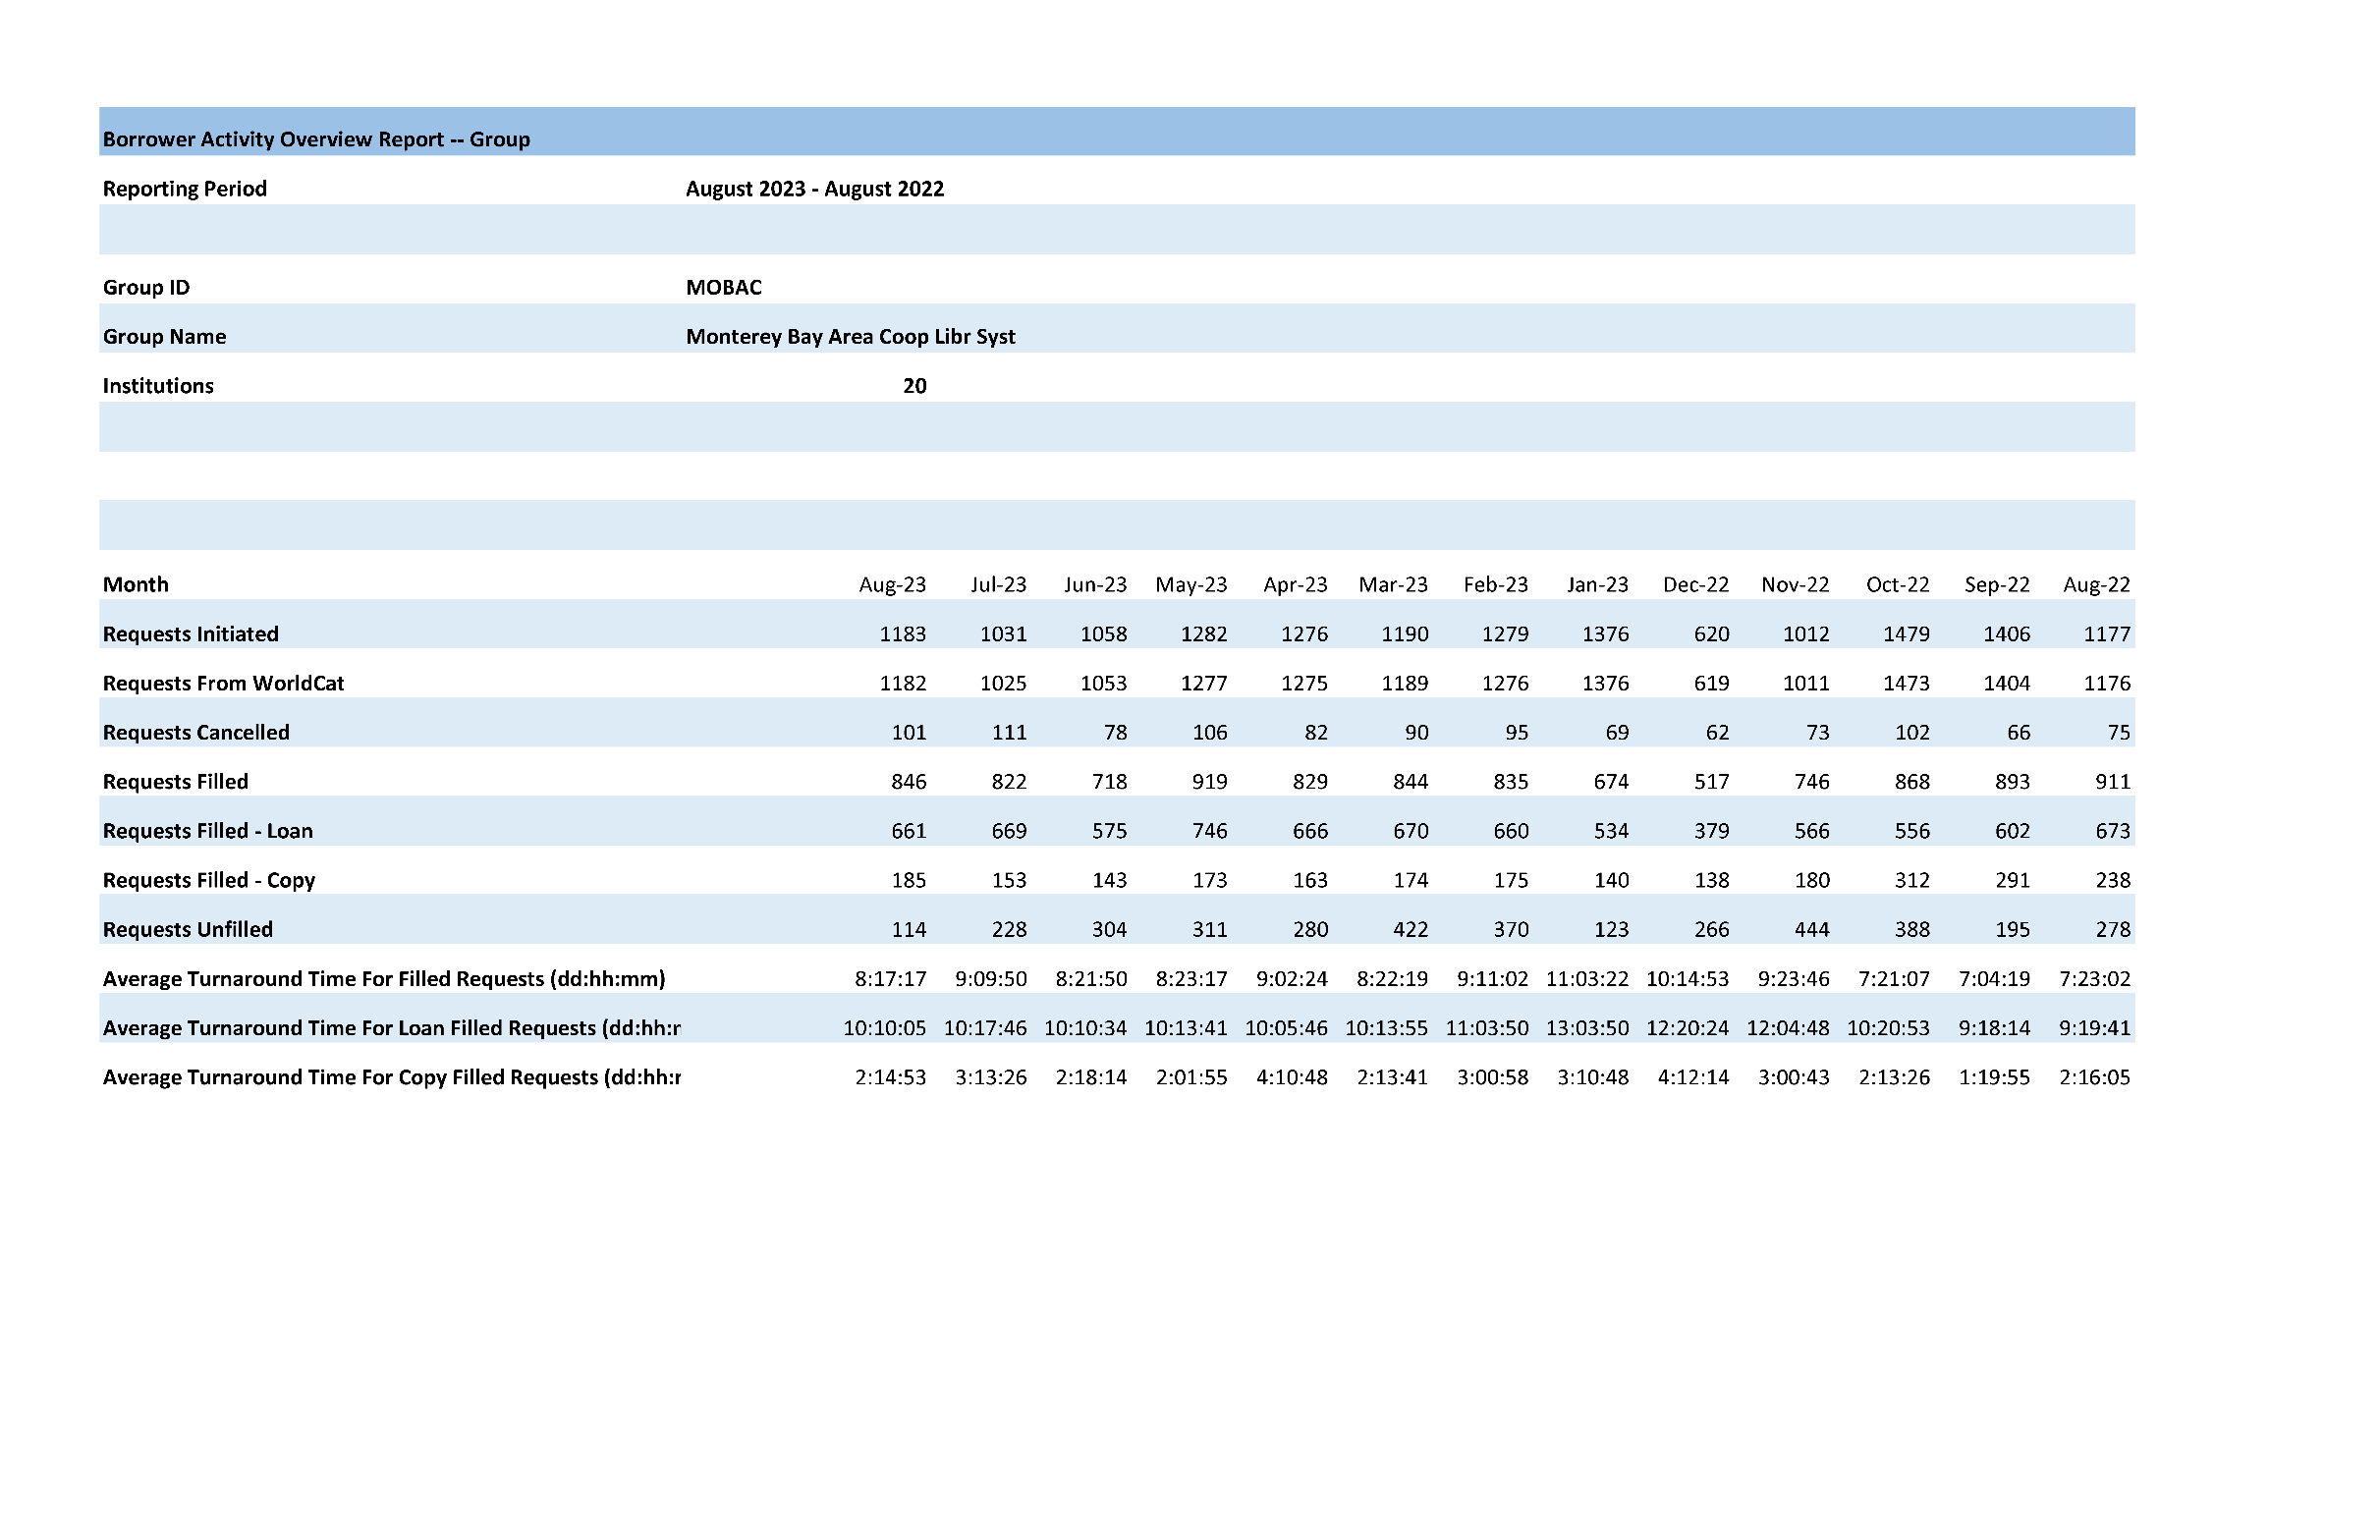 Borrower Activity Overview Report -- Group
Reporting Period August 2023 - August 2022
Group ID MOBAC
Group Name Monterey Bay Area Coop Libr Syst
Institutions 20
Month Aug-23 Jul-23 Jun-23 May-23 Apr-23 Mar-23 Feb-23 Jan-23 Dec-22 Nov-22 Oct-22 Sep-22 Aug-22
Requests Initiated 1183 1031 1058 1282 1276 1190 1279 1376 620 1012 1479 1406 1177
Requests From WorldCat 1182 1025 1053 1277 1275 1189 1276 1376 619 1011 1473 1404 1176
Requests Cancelled 101 111 78 106 82 90 95 69 62 73 102 66 75
Requests Filled 846 822 718 919 829 844 835 674 517 746 868 893 911
Requests Filled - Loan 661 669 575 746 666 670 660 534 379 566 556 602 673
Requests Filled - Copy 185 153 143 173 163 174 175 140 138 180 312 291 238
Requests Unfilled 114 228 304 311 280 422 370 123 266 444 388 195 278
Average Turnaround Time For Filled Requests (dd:hh:mm) 8:17:17 9:09:50 8:21:50 8:23:17 9:02:24 8:22:19 9:11:02 11:03:22 10:14:53 9:23:46 7:21:07 7:04:19 7:23:02
Average Turnaround Time For Loan Filled Requests (dd:hh:r 10:10:05 10:17:46 10:10:34 10:13:41 10:05:46 10:13:55 11:03:50 13:03:50 12:20:24 12:04:48 10:20:53 9:18:14 9:19:41
Average Turnaround Time For Copy Filled Requests (dd:hh:r 2:14:53 3:13:26 2:18:14 2:01:55 4:10:48 2:13:41 3:00:58 3:10:48 4:12:14 3:00:43 2:13:26 1:19:55 2:16:05